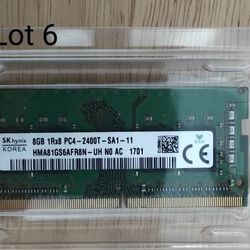 Lot 6
SK hynix
KOREA
8GB 1Rx8 PC4-2400T-SA1-11
HMA81GS6AFR8N-UH N0 AC 1701